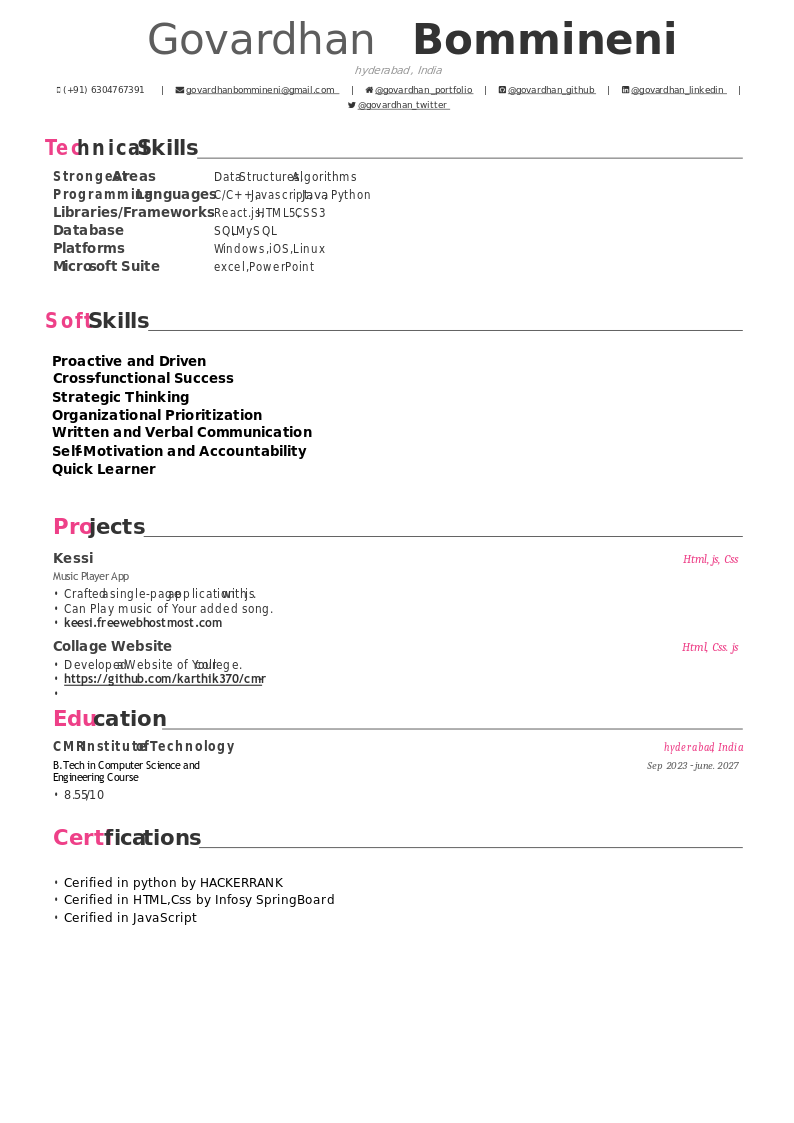 Govardhan Bommineni
hyderabad, India
(+91) 6304767391 | govardhanbommineni@gmail.com | @govardhan_portfolio | @govardhan_github | @govardhan_linkedin |
@govardhan_twitter
Technical Skills
Strongest Areas Data Structures, Algorithms
Programming Languages C/C++, Javascript, Java, Python
Libraries/Frameworks React.js, HTML5, CSS3
Database SQL, MySQL
Platforms Windows,iOS,Linux
Microsoft Suite excel,PowerPoint
Soft Skills
Proactive and Driven
Cross-functional Success
Strategic Thinking
Organizational Prioritization
Written and Verbal Communication
Self-Motivation and Accountability
Quick Learner
Projects
Kessi Html, js, Css
Music Player App
• Crafted a single-page application with js.
• Can Play music of Your added song.
• keesi.freewebhostmost.com
Collage Website Html, Css. js
• Developed a Website of Your college.
• https://github.com/karthik370/cmr
•
Education
CMR Institute of Technology hyderabad, India
B.Tech in Computer Science and Sep 2023 - june. 2027
Engineering Course
• 8.55/10
Certfications
• Cerified in python by HACKERRANK
• Cerified in HTML,Css by Infosy SpringBoard
• Cerified in JavaScript